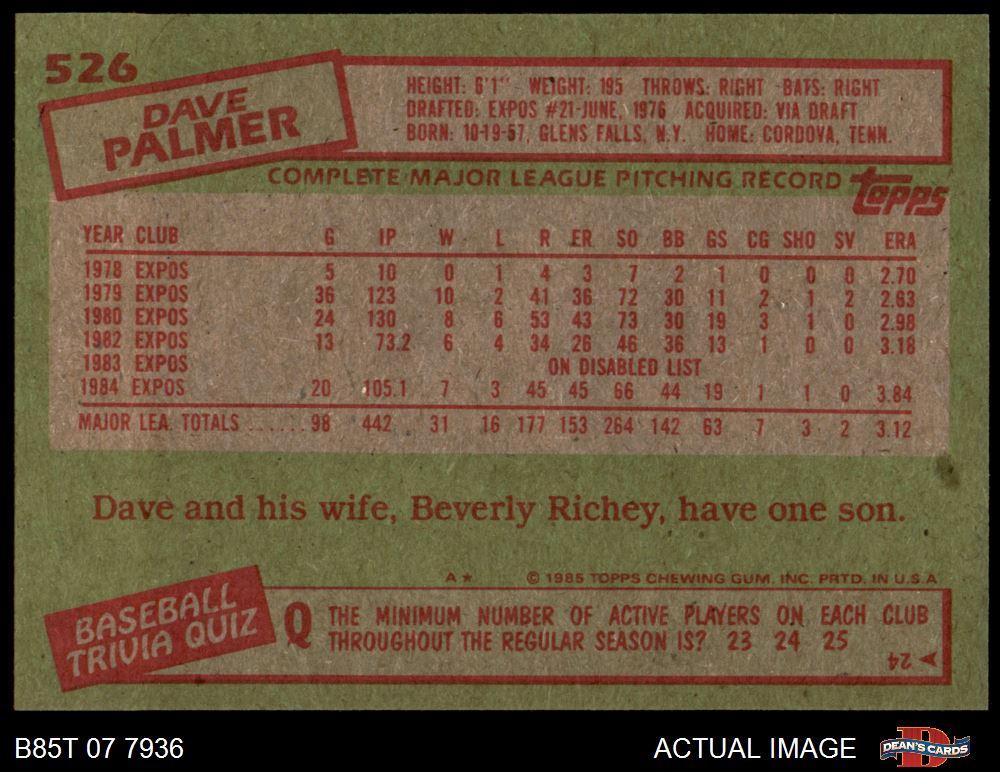 526
DAVE
PALMER
HEIGHT: 6'1" WEIGHT: 195 THROWS: RIGHT BATS: RIGHT
DRAFTED: EXPOS #21-JUNE, 1976 ACQUIRED: VIA DRAFT
BORN: 10-19-57, GLENS FALLS, N.Y. HOME: CORDOVA, TENN.
COMPLETE MAJOR LEAGUE PITCHING RECORD
topps
YEAR CLUB G IP W L R ER SO BB GS CG SHO SV ERA
1978 EXPOS 5 10 0 1 4 3 7 2 1 0 0 0 2.70
1979 EXPOS 36 123 10 2 41 36 72 30 11 2 1 2 2.63
1980 EXPOS 24 130 8 6 53 43 73 30 19 3 1 0 2.98
1982 EXPOS 13 73.2 6 4 34 26 46 36 13 1 0 0 3.18
1983 EXPOS ON DISABLED LIST
1984 EXPOS 20 105.1 7 3 45 45 66 44 19 1 1 0 3.84
MAJOR LEA. TOTALS ...... 98 442 31 16 177 153 264 142 63 7 3 2 3.12
Dave and his wife, Beverly Richey, have one son.
A* © 1985 TOPPS CHEWING GUM, INC. PRTD. IN U.S.A
BASEBALL
TRIVIA QUIZ
Q THE MINIMUM NUMBER OF ACTIVE PLAYERS ON EACH CLUB
THROUGHOUT THE REGULAR SEASON IS? 23 24 25
24
B85T 07 7936
ACTUAL IMAGE
D
DEAN'S CARDS